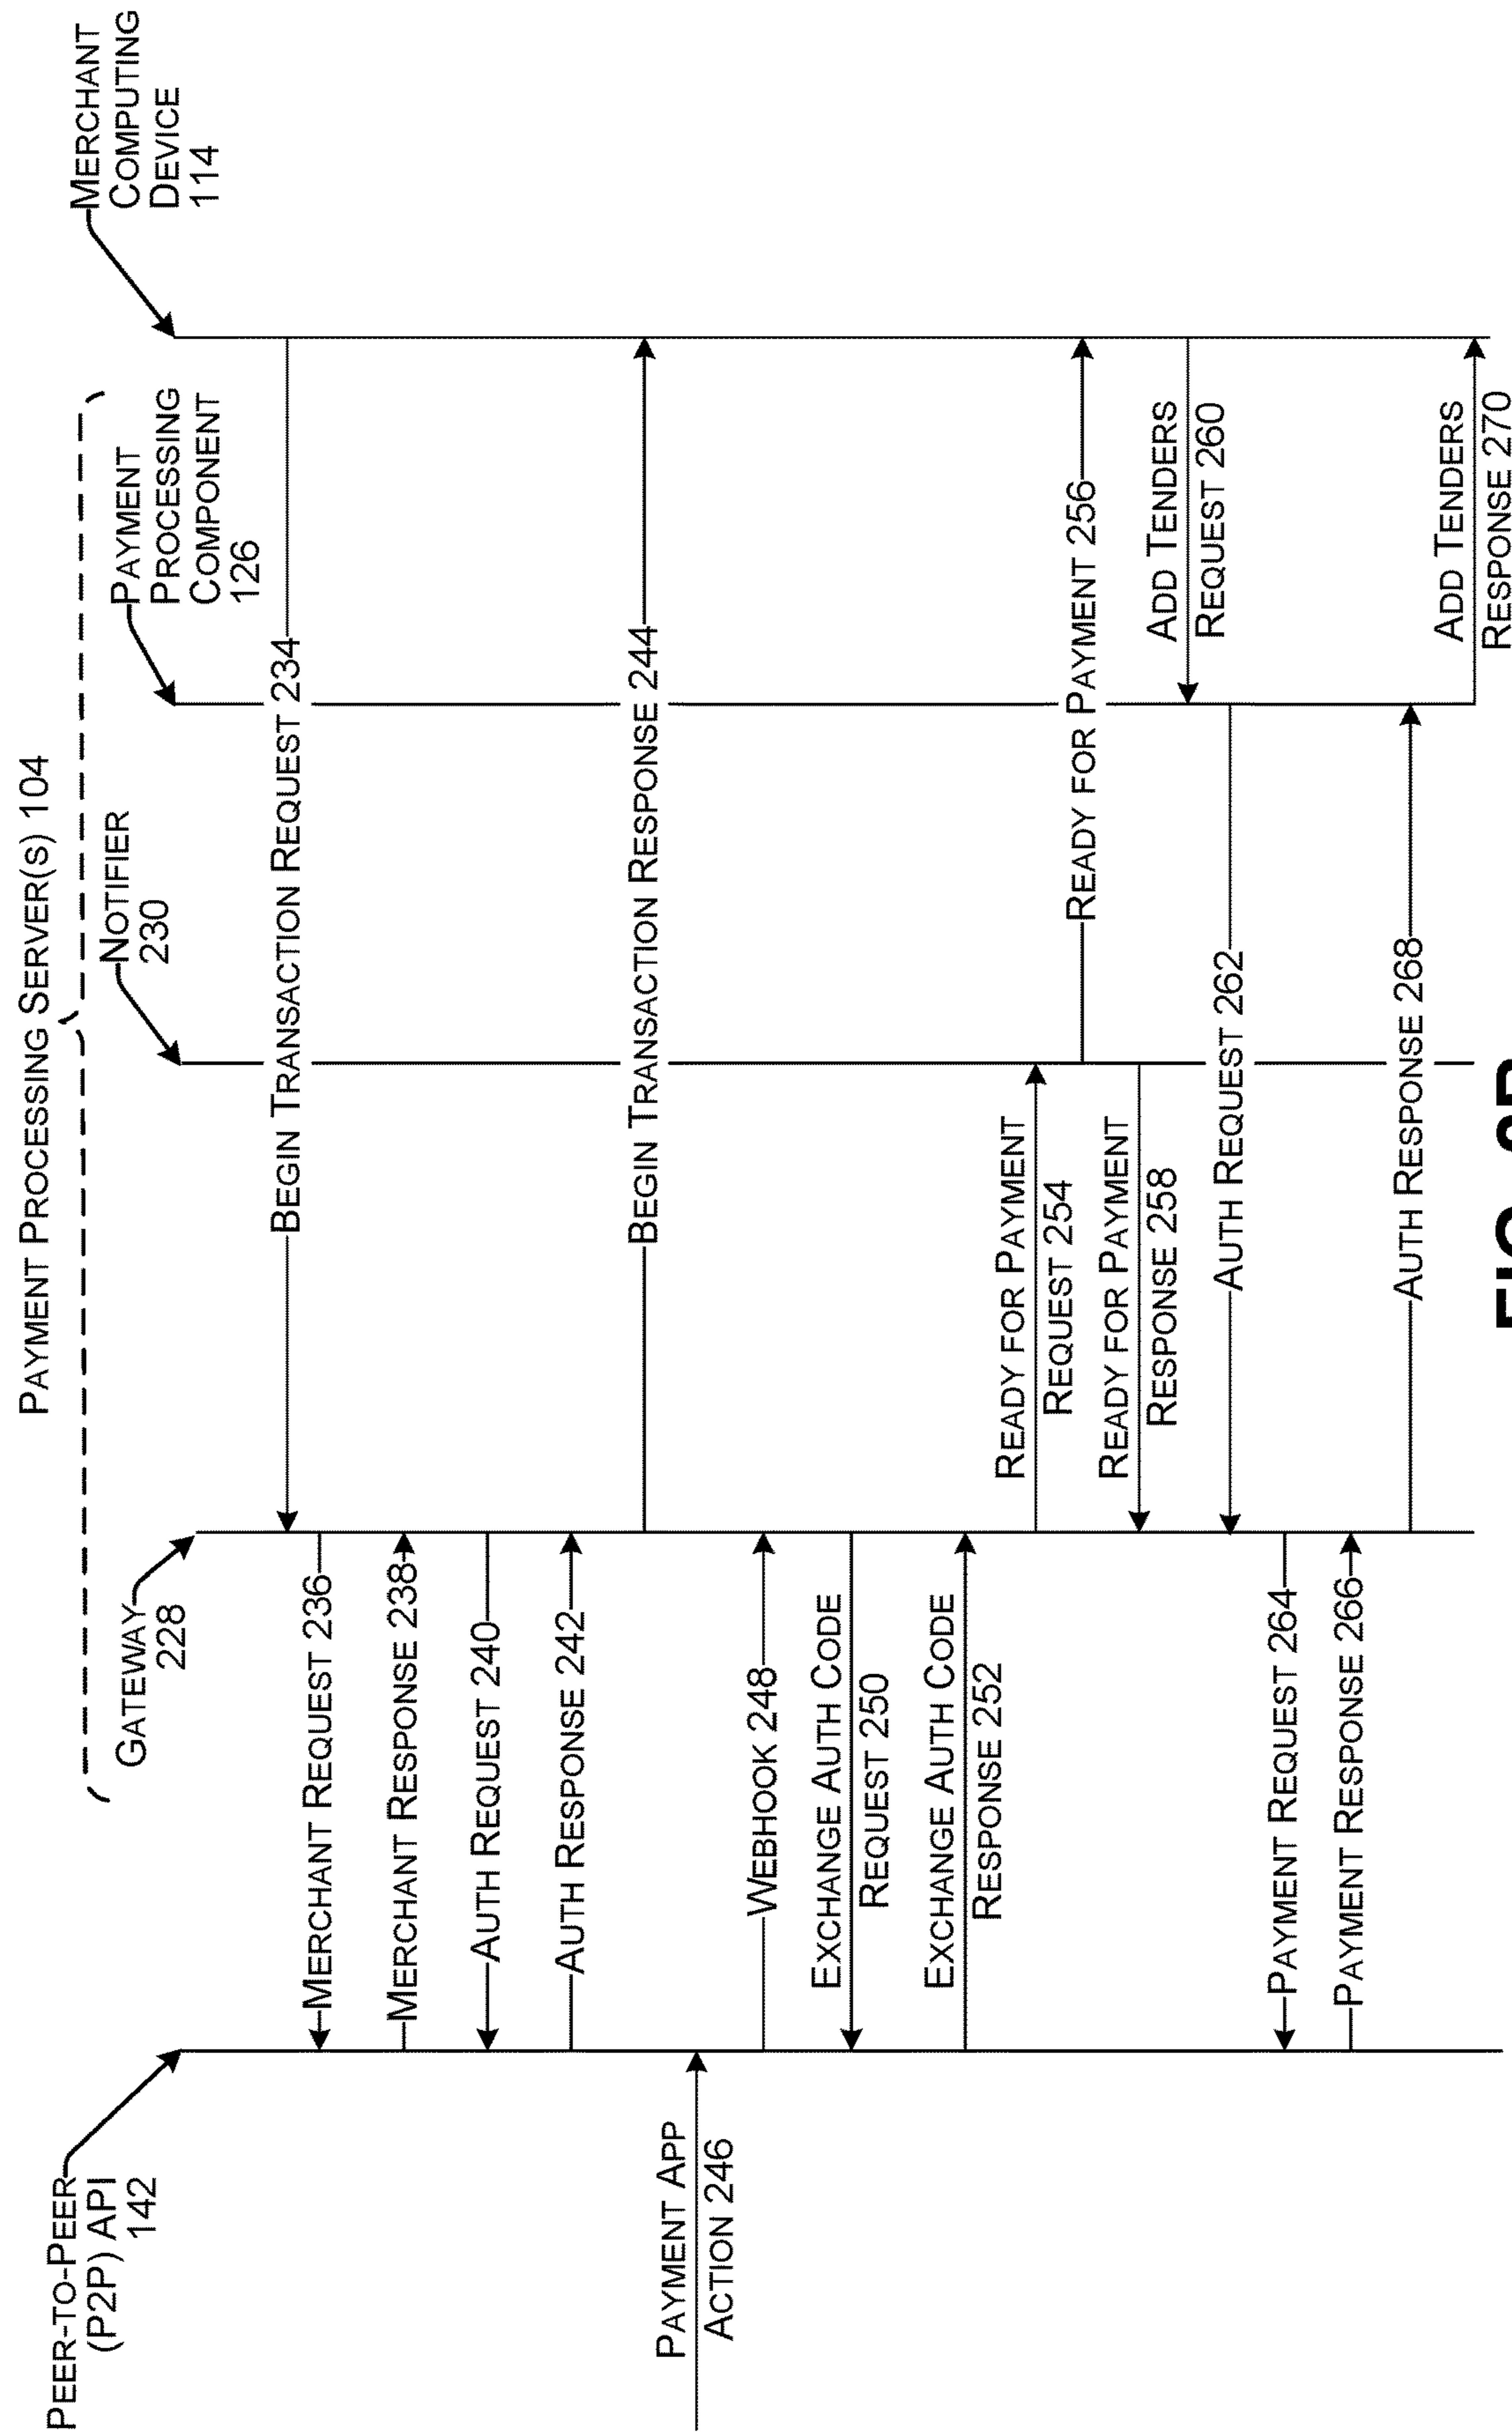 PAYMENT PROCESSING SERVER(S) 104
PEER-TO-PEER
(P2P) API
142
GATEWAY
228
NOTIFIER
230
PAYMENT
PROCESSING
COMPONENT
126
MERCHANT
COMPUTING
DEVICE
114
BEGIN TRANSACTION REQUEST 234
MERCHANT REQUEST 236
MERCHANT RESPONSE 238
AUTH REQUEST 240
AUTH RESPONSE 242
BEGIN TRANSACTION RESPONSE 244
PAYMENT APP
ACTION 246
WEBHOOK 248
EXCHANGE AUTH CODE
REQUEST 250
EXCHANGE AUTH CODE
RESPONSE 252
READY FOR PAYMENT
REQUEST 254
READY FOR PAYMENT 256
READY FOR PAYMENT
RESPONSE 258
ADD TENDERS
REQUEST 260
AUTH REQUEST 262
PAYMENT REQUEST 264
PAYMENT RESPONSE 266
AUTH RESPONSE 268
ADD TENDERS
RESPONSE 270